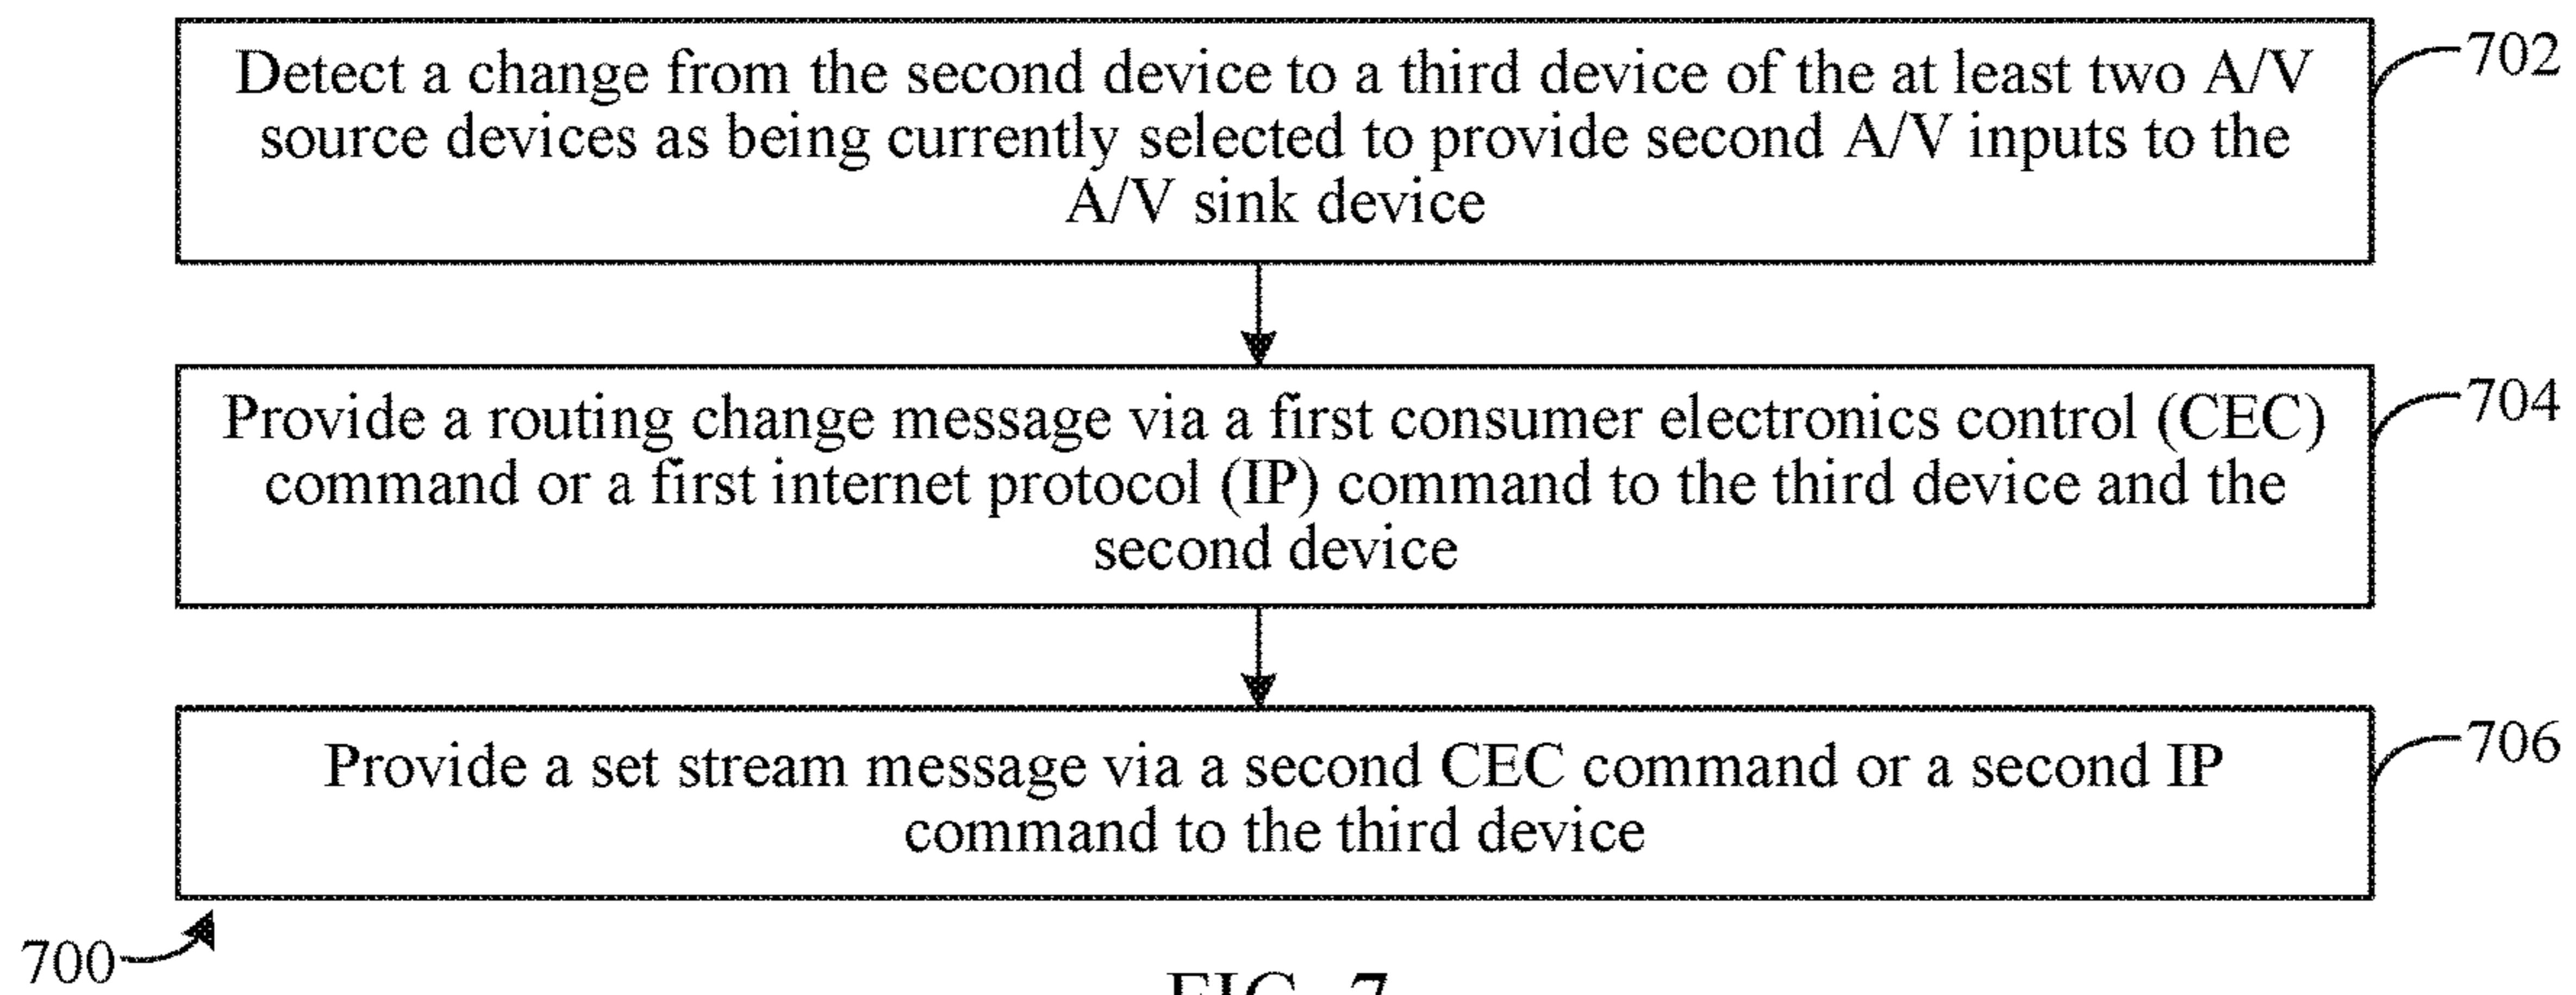 Detect a change from the second device to a third device of the at least two A/V
source devices as being currently selected to provide second A/V inputs to the
A/V sink device
702
Provide a routing change message via a first consumer electronics control (CEC)
command or a first internet protocol (IP) command to the third device and the
second device
704
Provide a set stream message via a second CEC command or a second IP
command to the third device
706
700
FIG. 7